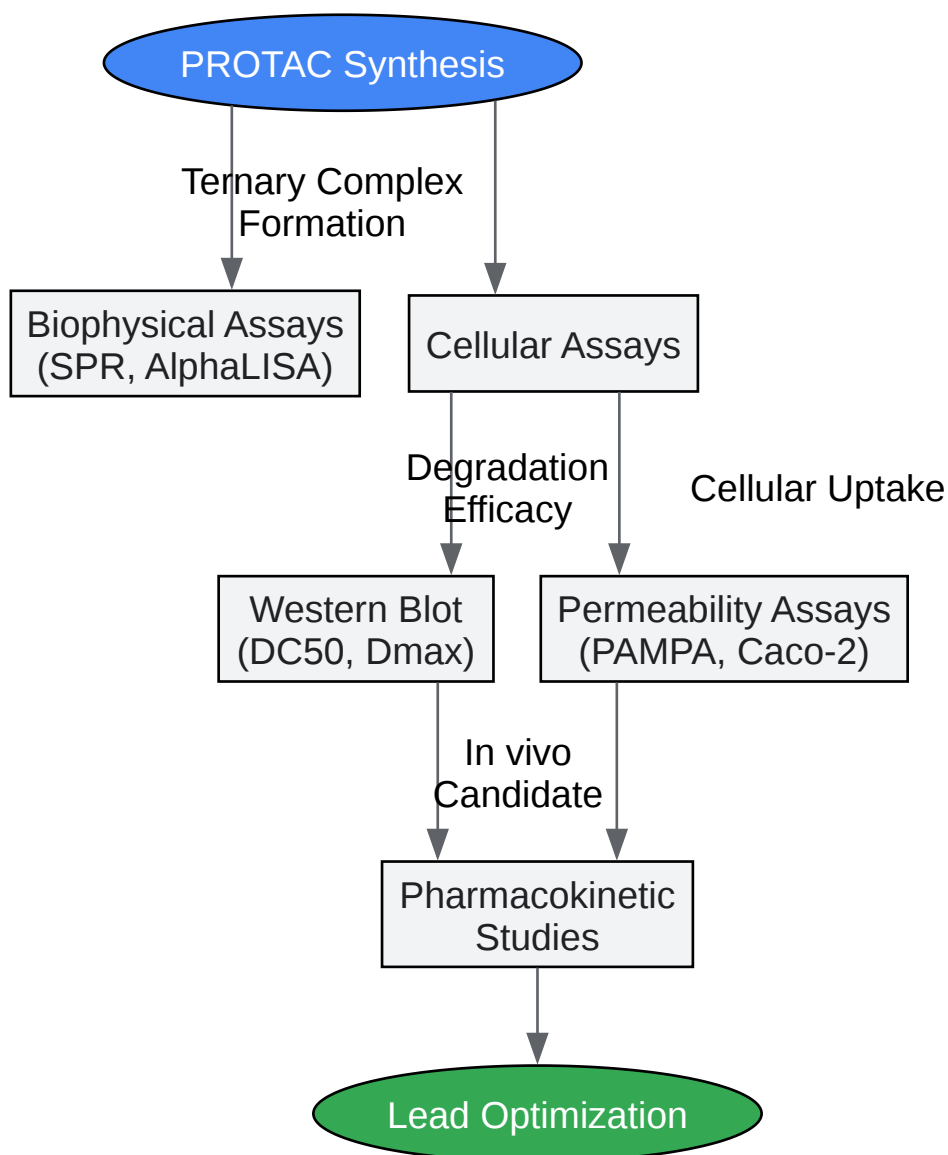 PROTAC Synthesis
Ternary Complex
Formation
Biophysical Assays
(SPR, AlphaLISA)
Cellular Assays
Degradation
Efficacy
Cellular Uptake
Western Blot
(DC50, Dmax)
Permeability Assays
(PAMPA, Caco-2)
In vivo
Candidate
Pharmacokinetic
Studies
Lead Optimization